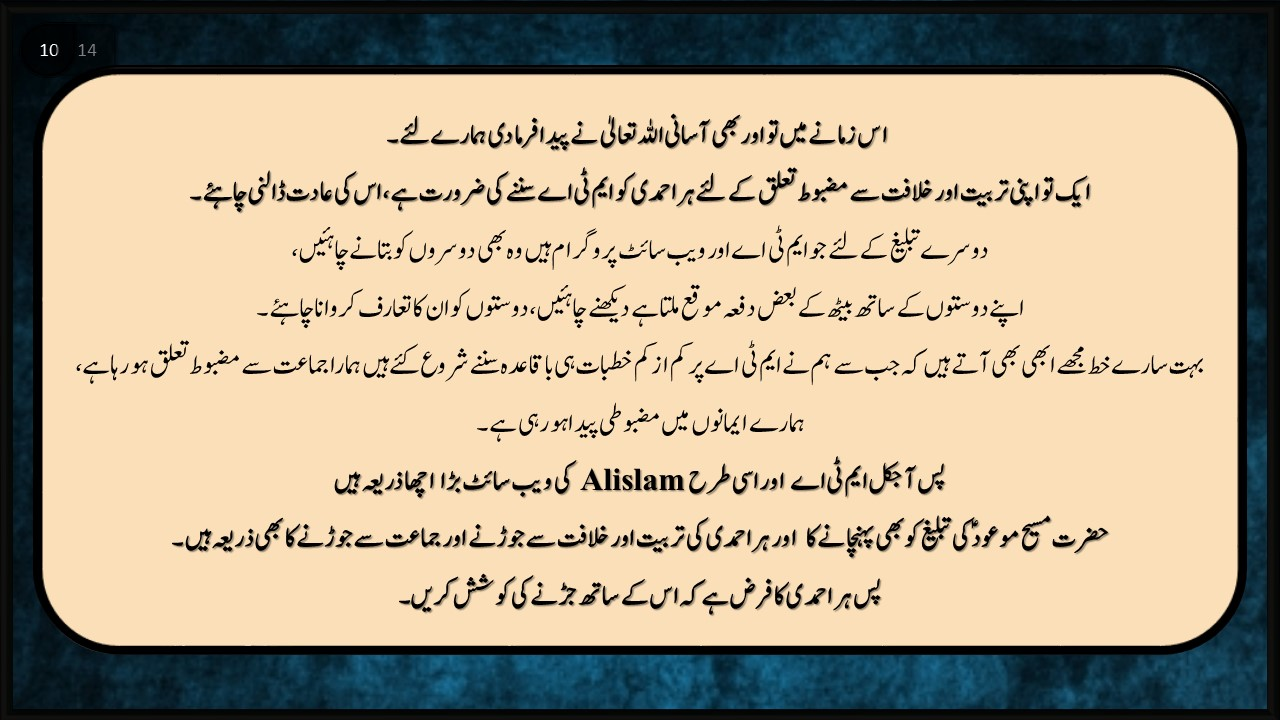 10 14
اس زمانے میں تو اور بھی آسانی اللہ تعالیٰ نے پیدا فرمادی ہمارے لئے۔
ایک تو اپنی تربیت اور خلافت سے مضبوط تعلق کے لئے ہر احمدی کو ایم ٹی اے سننے کی ضرورت ہے، اس کی عادت ڈالنی چاہئے۔
دوسرے تبلیغ کے لئے جو ایم ٹی اے اور ویب سائٹ پروگرام ہیں وہ بھی دوسروں کو بتانے چاہئیں،
اپنے دوستوں کے ساتھ بیٹھ کے بعض دفعہ موقع ملتا ہے دیکھنے چاہئیں، دوستوں کو ان کا تعارف کروانا چاہئے۔
بہت سارے خط مجھے ابھی بھی آتے ہیں کہ جب سے ہم نے ایم ٹی اے پر کم از کم خطبات ہی باقاعدہ سننے شروع کئے ہیں ہمارا جماعت سے مضبوط تعلق ہو رہا ہے،
ہمارے ایمانوں میں مضبوطی پیدا ہو رہی ہے۔
پس آجکل ایم ٹی اے اور اسی طرح Alislam کی ویب سائٹ بڑا اچھا ذریعہ ہیں
حضرت مسیح موعودؑ کی تبلیغ کو بھی پہنچانے کا اور ہر احمدی کی تربیت اور خلافت سے جوڑنے اور جماعت سے جوڑنے کا بھی ذریعہ ہیں۔
پس ہر احمدی کا فرض ہے کہ اس کے ساتھ جڑنے کی کوشش کریں۔